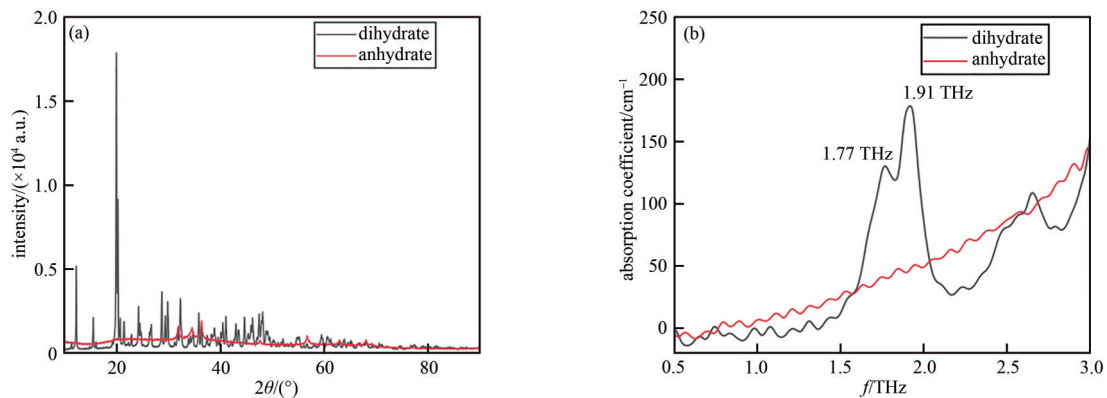 (a)
dihydrate
anhydrate
intensity/(×10⁴ a.u.)
2.0
1.5
1.0
0.5
0
20
40
60
80
2θ/(°)
(b)
dihydrate
anhydrate
1.91 THz
1.77 THz
absorption coefficient/cm⁻¹
250
200
150
100
50
0
0.5
1.0
1.5
2.0
2.5
3.0
f/THz